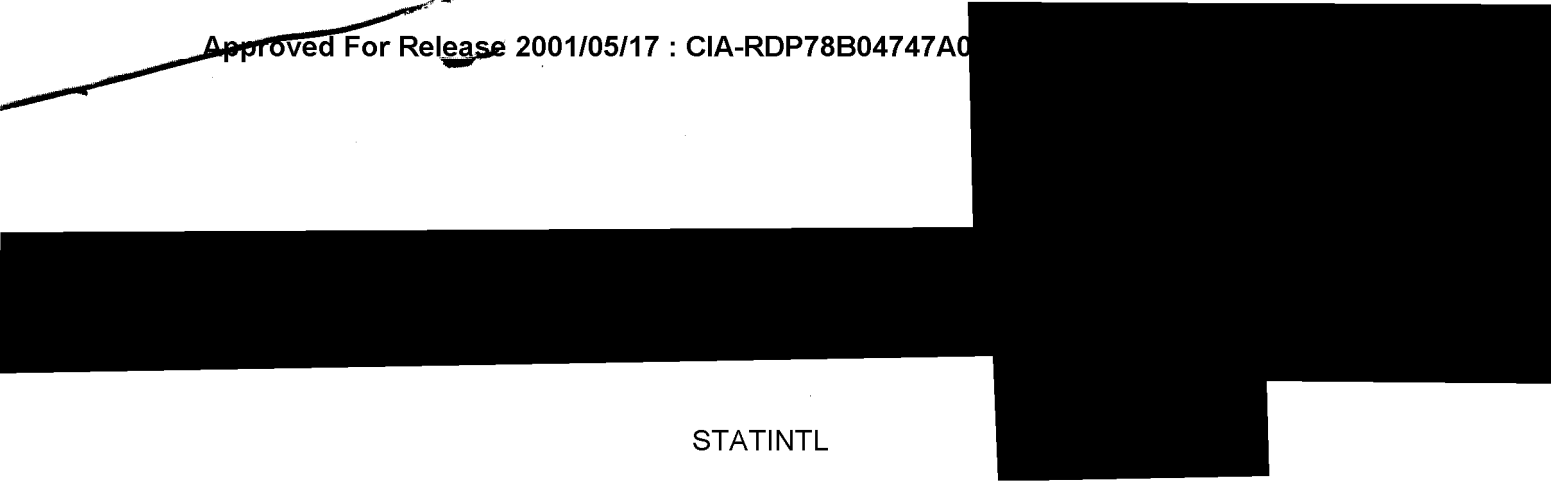 Approved For Release 2001/05/17 : CIA-RDP78B04747A0
STATINTL